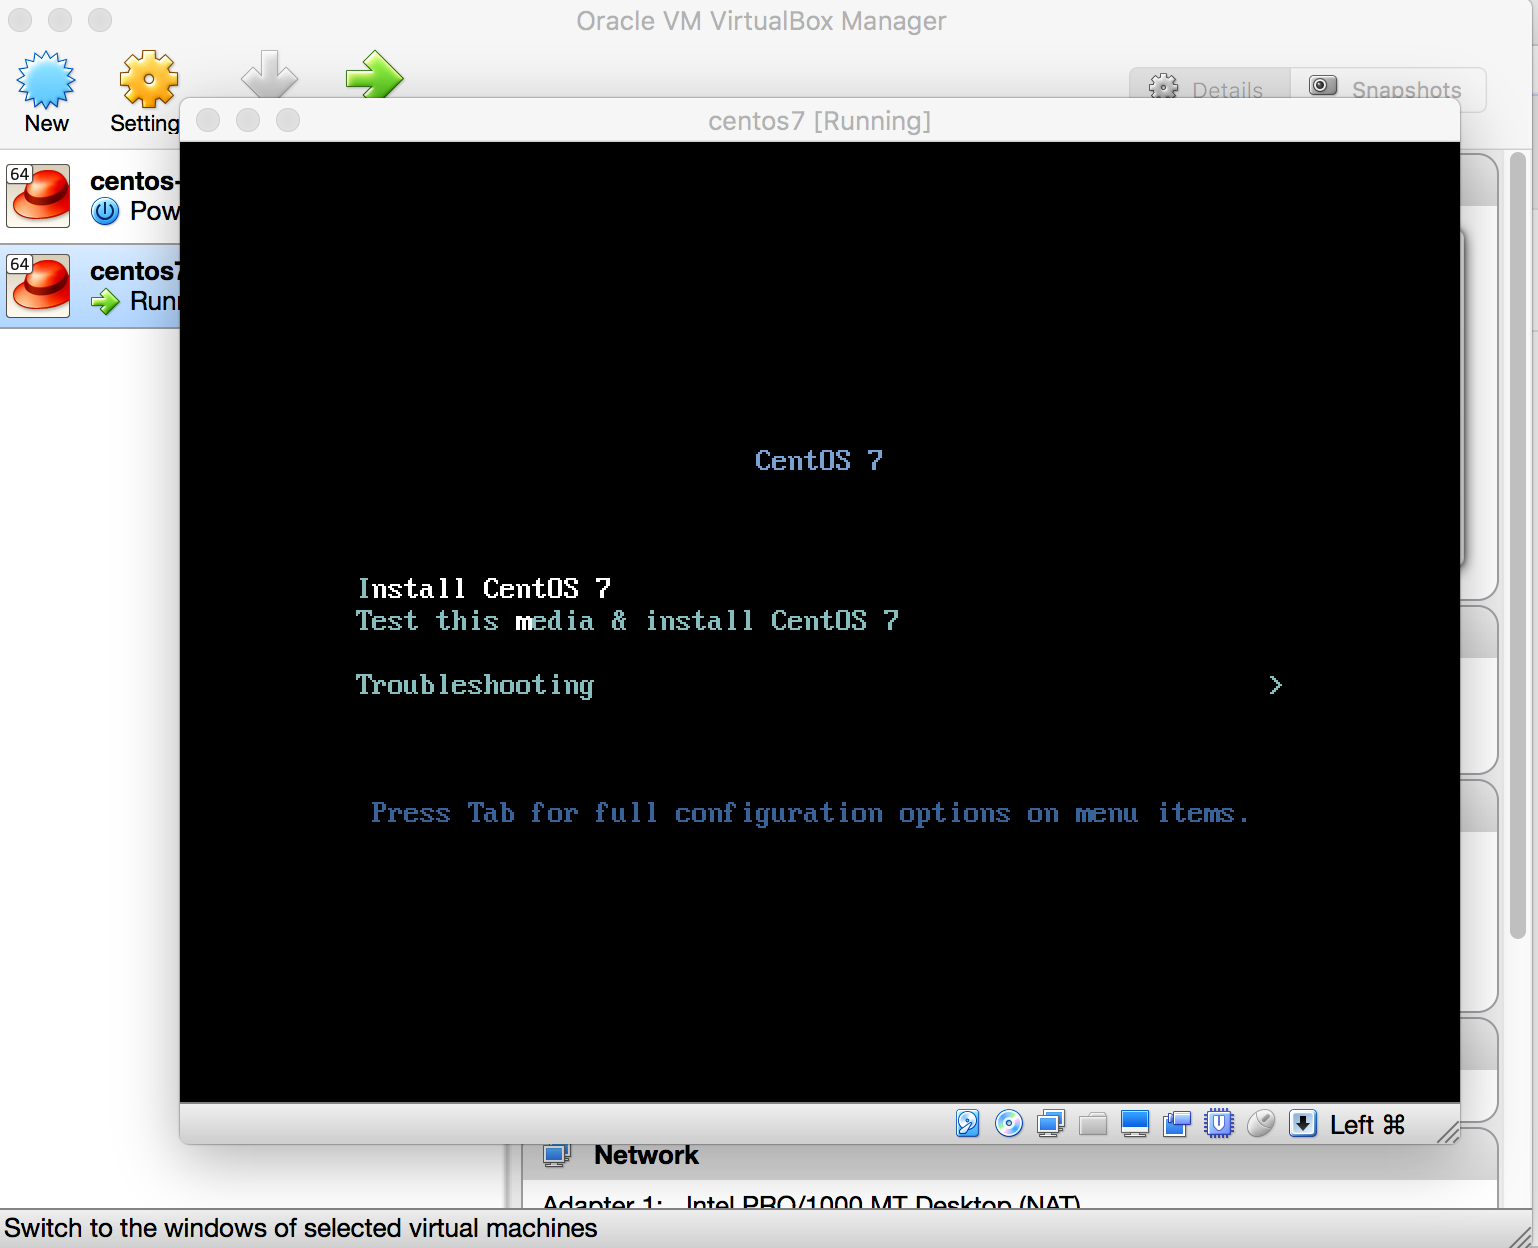 Oracle VM VirtualBox Manager
New
Setting
Details
Snapshots
centos7 [Running]
64
centos-
Pow
64
centos7
Runn
CentOS 7
Install CentOS 7
Test this media & install CentOS 7
Troubleshooting >
Press Tab for full configuration options on menu items.
Left ⌘
Network
Adapter 1: Intel PRO/1000 MT Desktop (NAT)
Switch to the windows of selected virtual machines